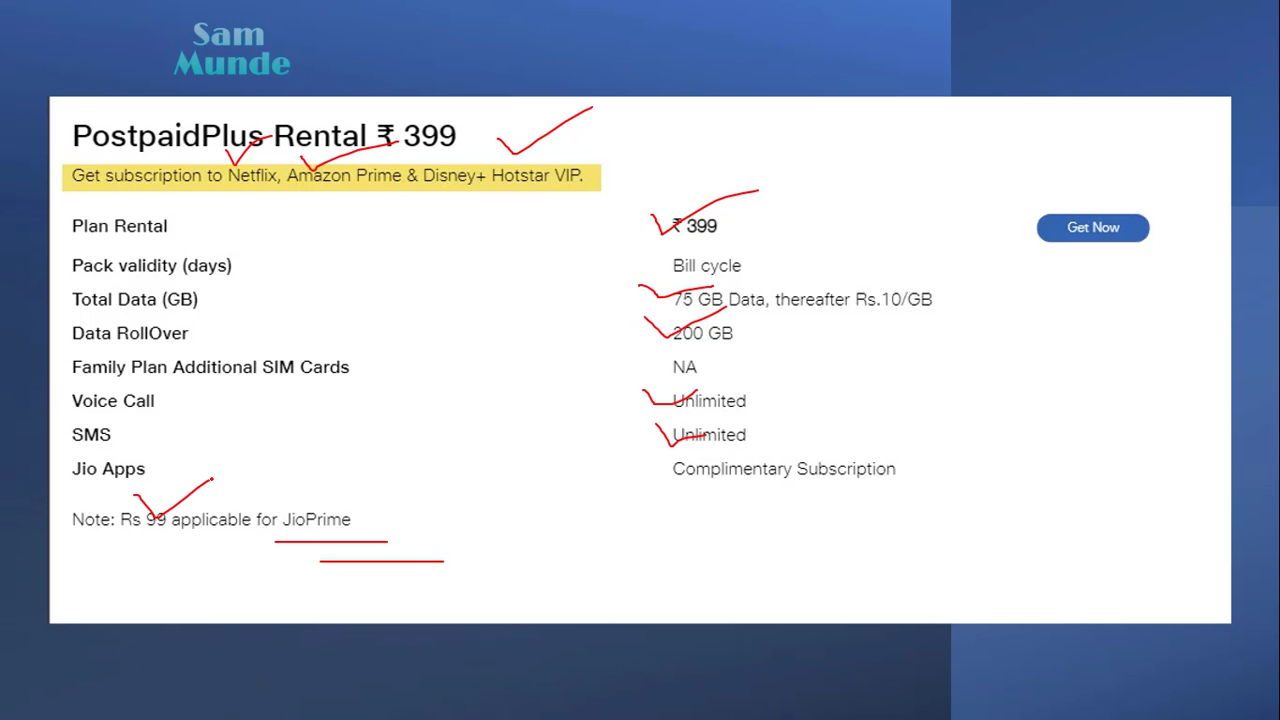 Sam
Munde
PostpaidPlus Rental ₹ 399
Get subscription to Netflix, Amazon Prime & Disney+ Hotstar VIP.
Plan Rental ₹ 399 Get Now
Pack validity (days) Bill cycle
Total Data (GB) 75 GB Data, thereafter Rs.10/GB
Data RollOver 200 GB
Family Plan Additional SIM Cards NA
Voice Call Unlimited
SMS Unlimited
Jio Apps Complimentary Subscription
Note: Rs 99 applicable for JioPrime